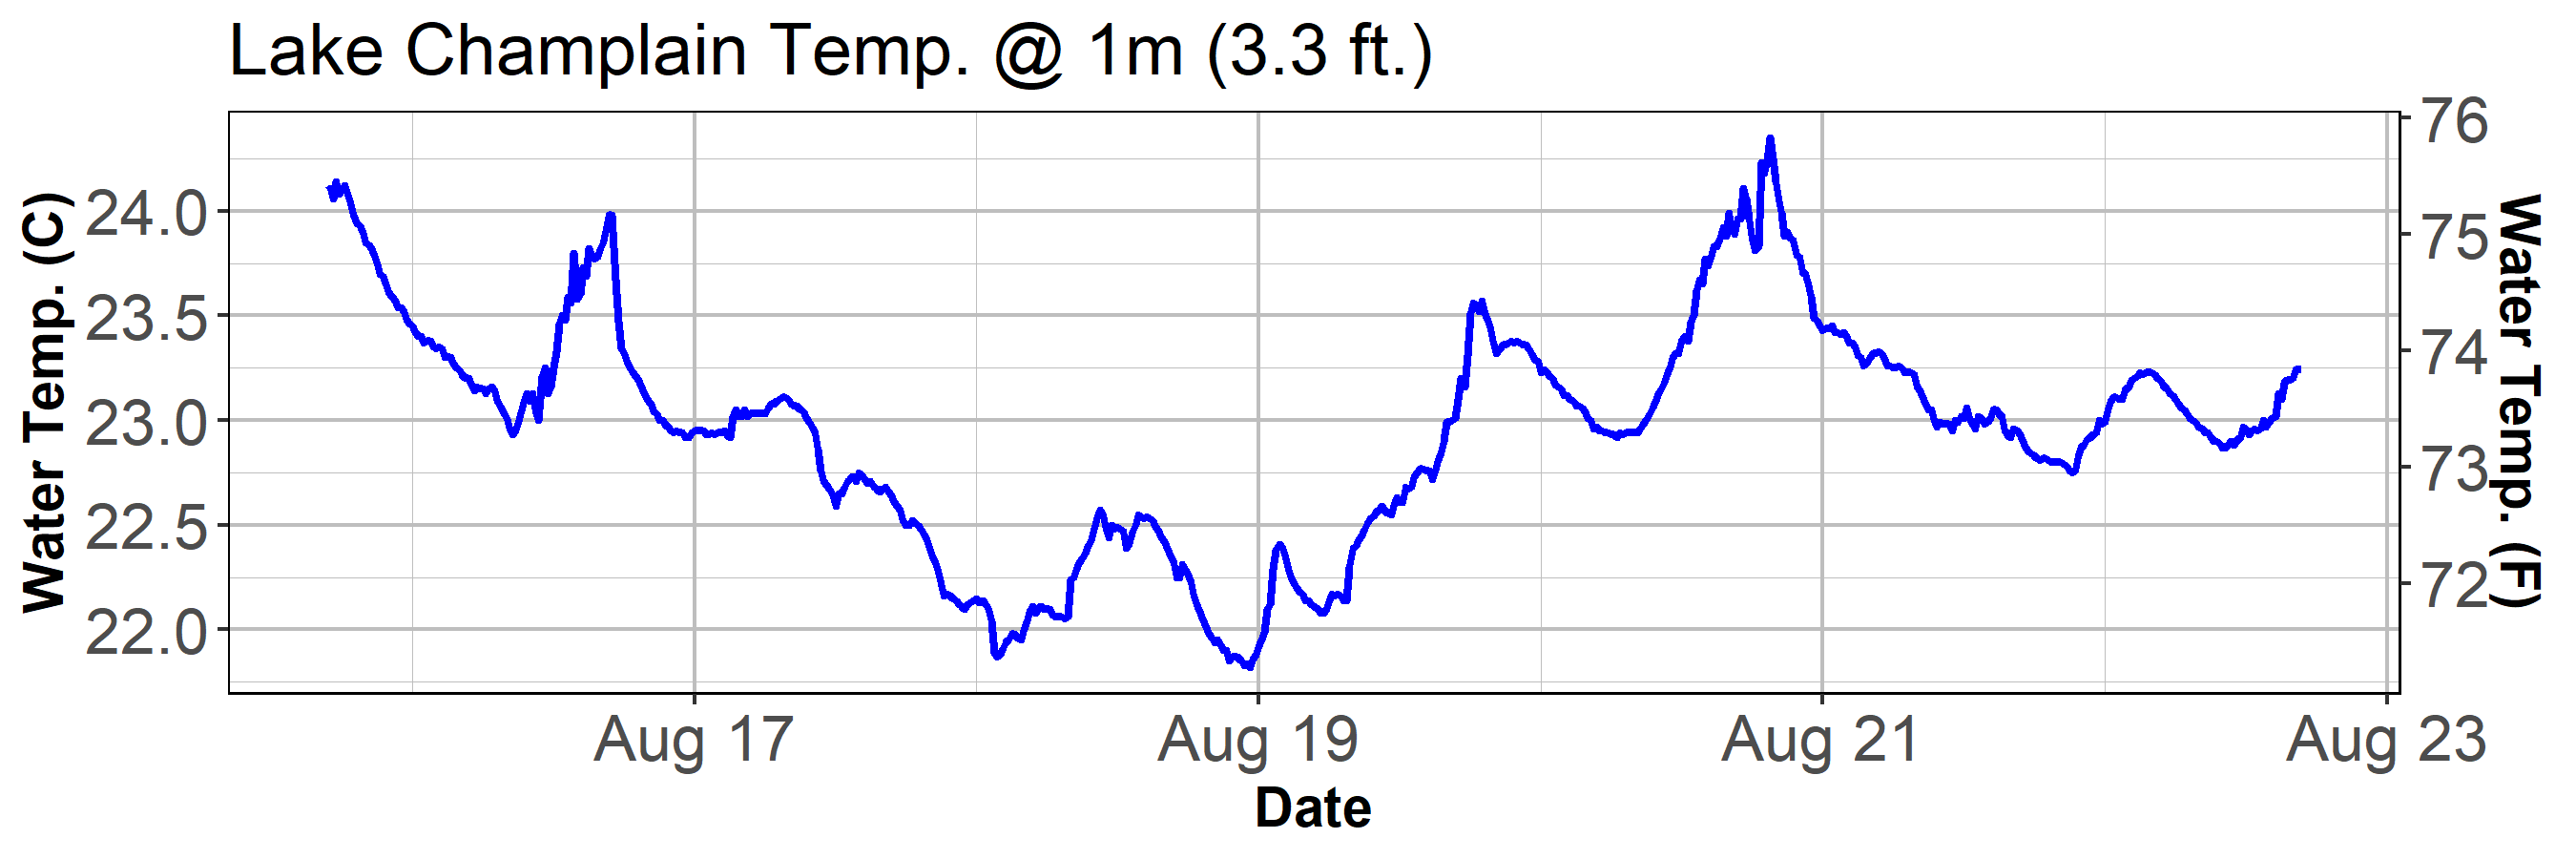 Lake Champlain Temp. @ 1m (3.3 ft.)
Water Temp. (C)
24.0
23.5
23.0
22.5
22.0
76
75
74
73
72
Water Temp. (F)
Aug 17
Aug 19
Aug 21
Aug 23
Date